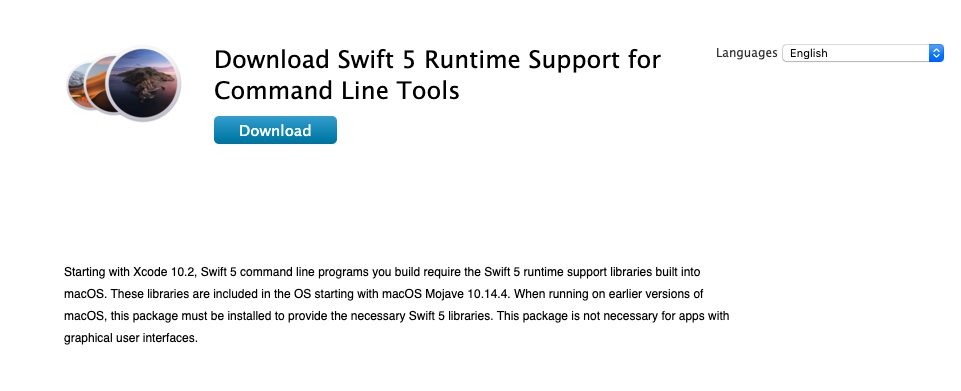 Download Swift 5 Runtime Support for
Command Line Tools
Languages English
Download
Starting with Xcode 10.2, Swift 5 command line programs you build require the Swift 5 runtime support libraries built into
macOS. These libraries are included in the OS starting with macOS Mojave 10.14.4. When running on earlier versions of
macOS, this package must be installed to provide the necessary Swift 5 libraries. This package is not necessary for apps with
graphical user interfaces.